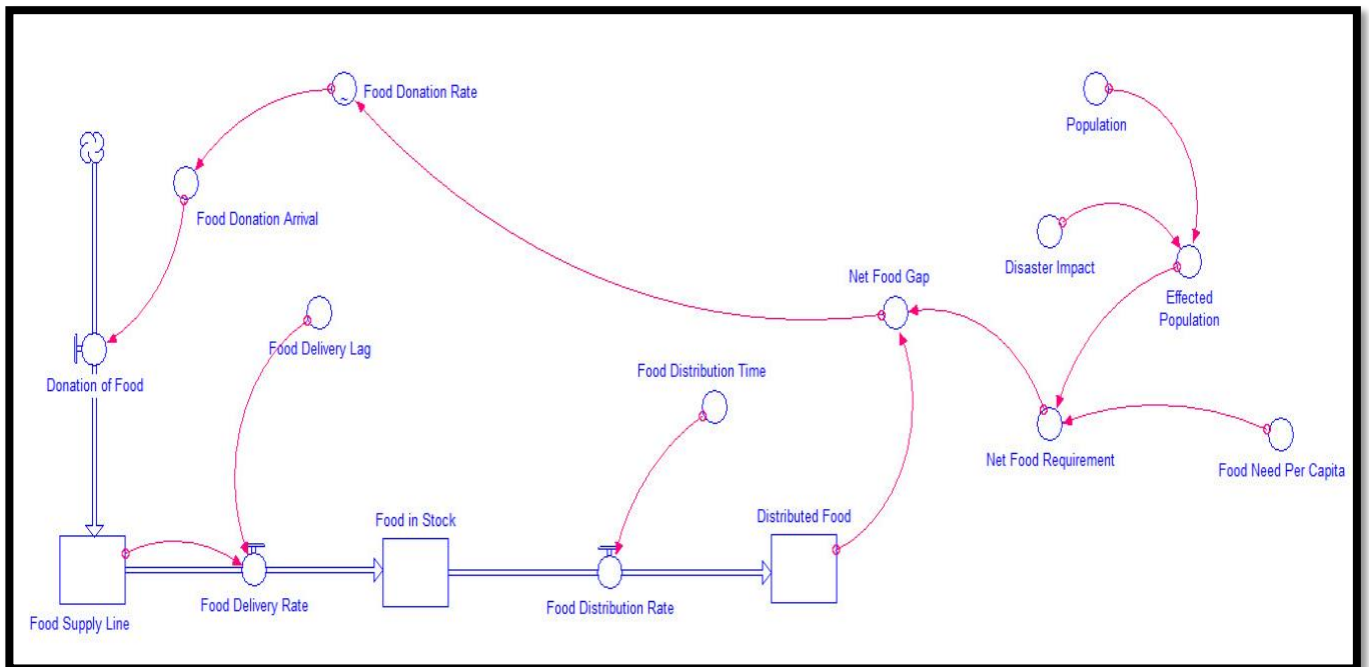 Food Donation Rate
Population
Food Donation Arrival
Disaster Impact
Net Food Gap
Effected
Population
Food Delivery Lag
Food Distribution Time
Donation of Food
Net Food Requirement
Food Need Per Capita
Food in Stock
Distributed Food
Food Delivery Rate
Food Distribution Rate
Food Supply Line